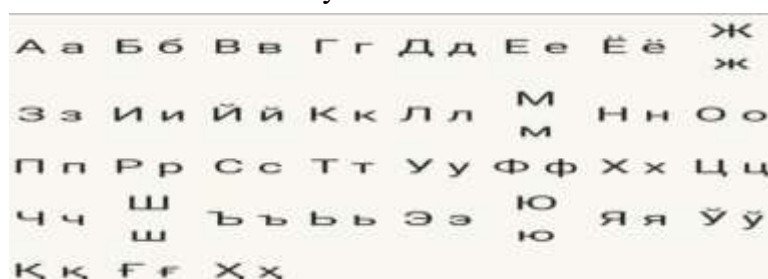 А а Б б В в Г г Д д Е е Ё ё Ж ж
З з И и Й й К к Л л М м Н н О о
П п Р р С с Т т У у Ф ф Х х Ц ц
Ч ч Ш ш Ъ ъ Ь ь Э э Ю ю Я я Ў ў
Қ қ Ғ ғ Ҳ ҳ